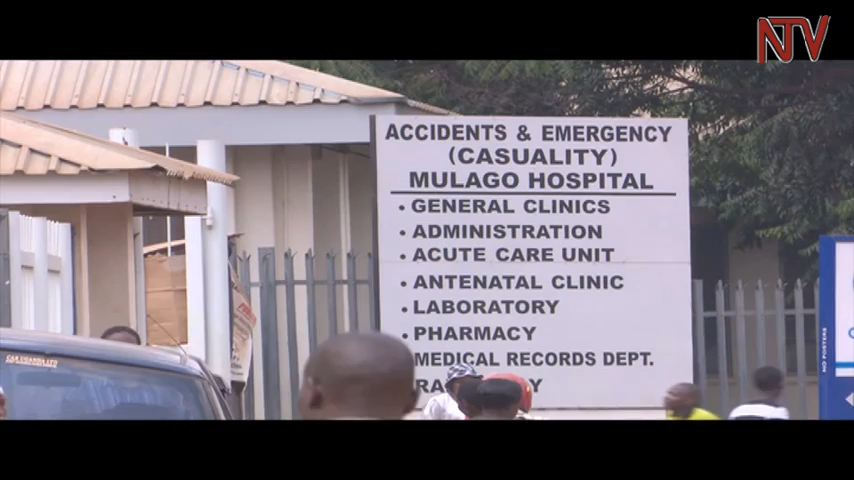 NTV
ACCIDENTS & EMERGENCY
(CASUALITY)
MULAGO HOSPITAL
• GENERAL CLINICS
• ADMINISTRATION
• ACUTE CARE UNIT
• ANTENATAL CLINIC
• LABORATORY
• PHARMACY
MEDICAL RECORDS DEPT.
NO POSTERS